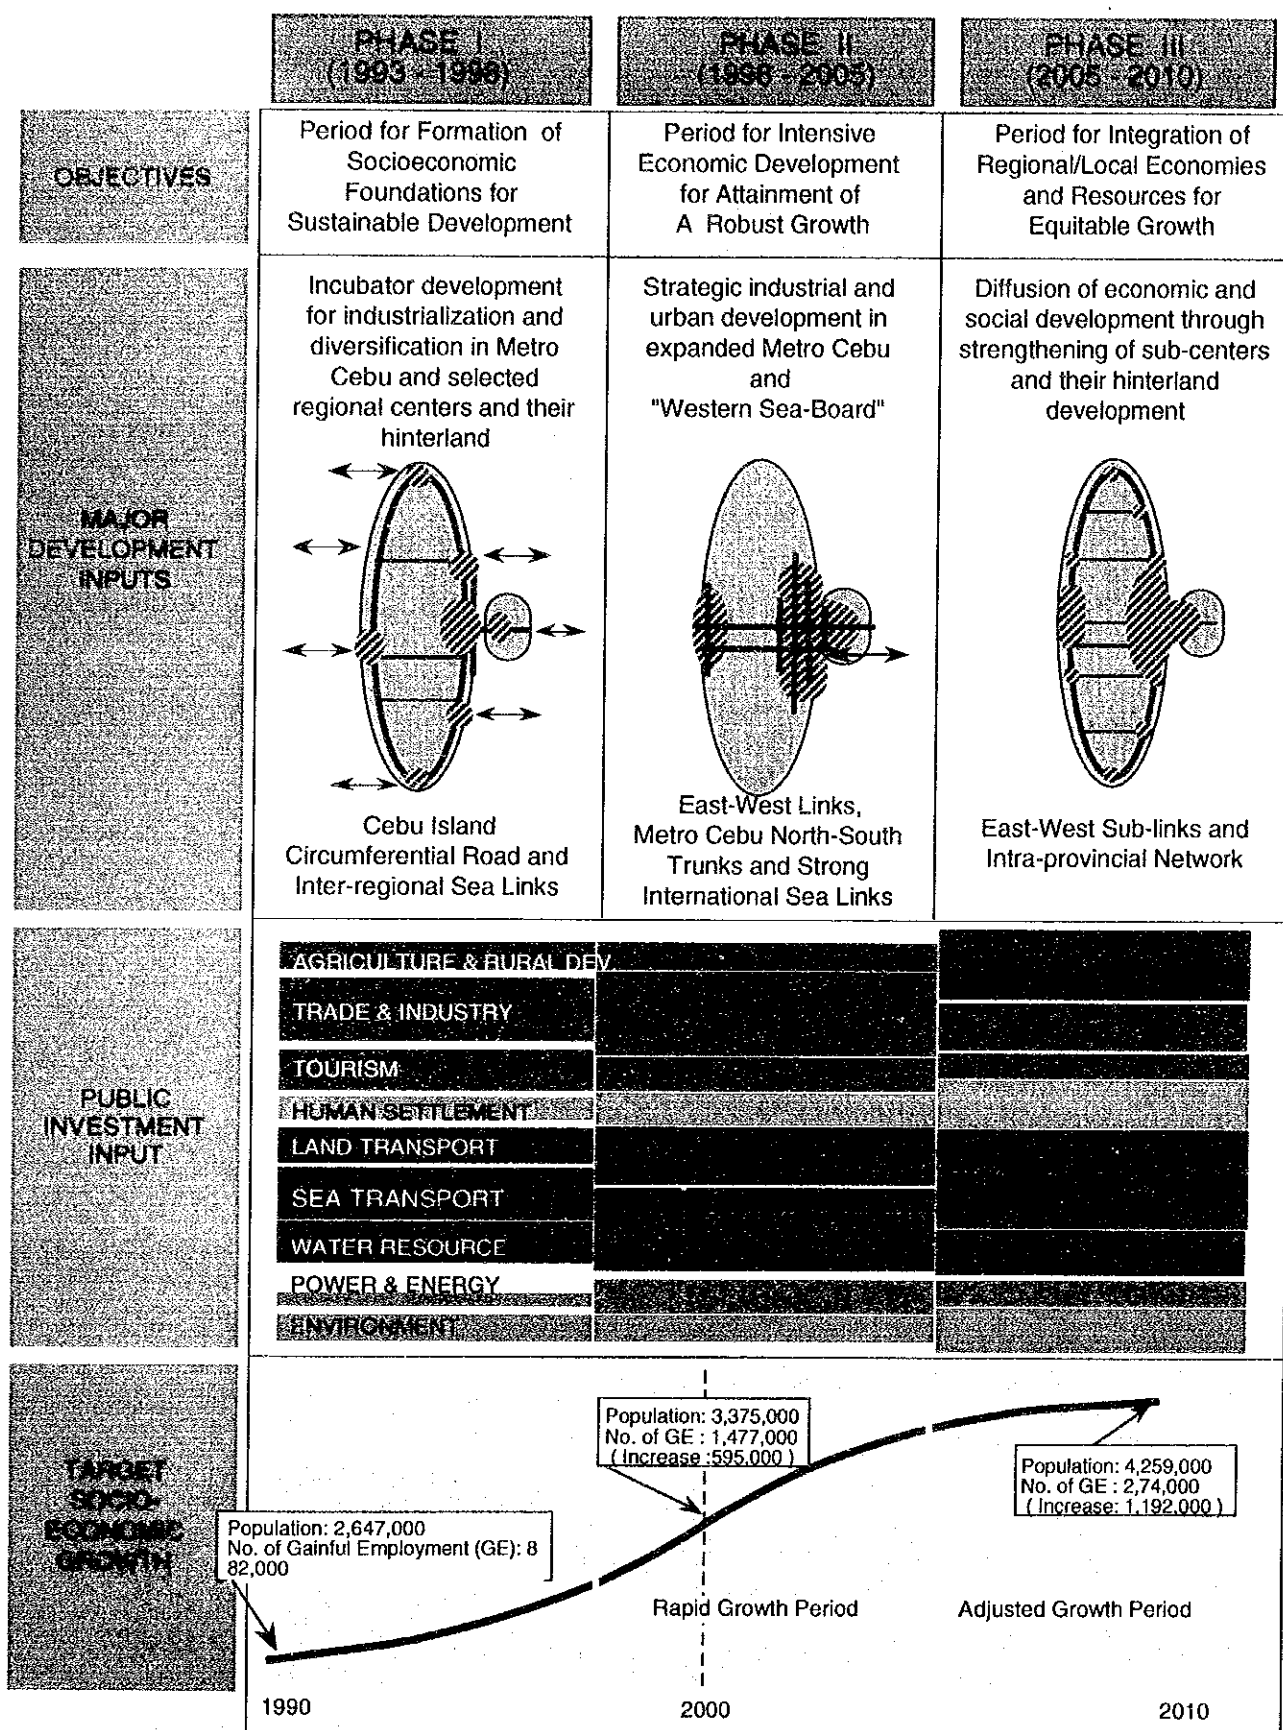 PHASE I
(1993 - 1998)
PHASE II
(1998 - 2005)
PHASE III
(2005 - 2010)
OBJECTIVES
Period for Formation of
Socioeconomic
Foundations for
Sustainable Development
Period for Intensive
Economic Development
for Attainment of
A Robust Growth
Period for Integration of
Regional/Local Economies
and Resources for
Equitable Growth
MAJOR
DEVELOPMENT
INPUTS
Incubator development
for industrialization and
diversification in Metro
Cebu and selected
regional centers and their
hinterland
Strategic industrial and
urban development in
expanded Metro Cebu
and
"Western Sea-Board"
Diffusion of economic and
social development through
strengthening of sub-centers
and their hinterland
development
Cebu Island
Circumferential Road and
Inter-regional Sea Links
East-West Links,
Metro Cebu North-South
Trunks and Strong
International Sea Links
East-West Sub-links and
Intra-provincial Network
PUBLIC
INVESTMENT
INPUT
AGRICULTURE & RURAL DEV
TRADE & INDUSTRY
TOURISM
HUMAN SETTLEMENT
LAND TRANSPORT
SEA TRANSPORT
WATER RESOURCE
POWER & ENERGY
ENVIRONMENT
TARGET
SOCIO-
ECONOMIC
GROWTH
Population: 2,647,000
No. of Gainful Employment (GE): 8
82,000
Population: 3,375,000
No. of GE : 1,477,000
( Increase :595,000 )
Population: 4,259,000
No. of GE : 2,74,000
( Increase: 1,192,000 )
Rapid Growth Period
Adjusted Growth Period
1990
2000
2010